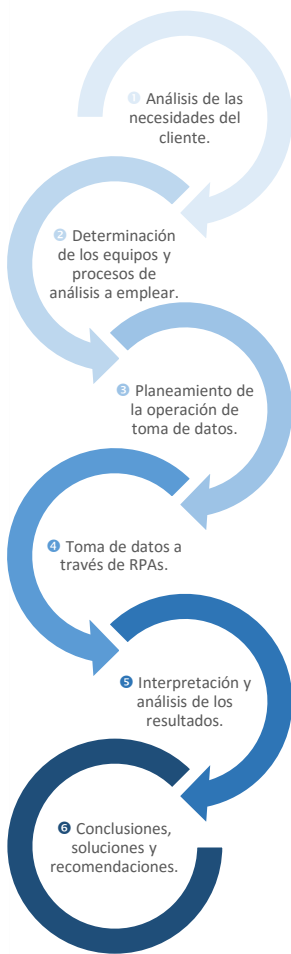 ❶ Análisis de las
necesidades del
cliente.
❷ Determinación
de los equipos y
procesos de
análisis a emplear.
❸ Planeamiento de
la operación de
toma de datos.
❹ Toma de datos a
través de RPAs.
❺ Interpretación y
análisis de los
resultados.
❻ Conclusiones,
soluciones y
recomendaciones.